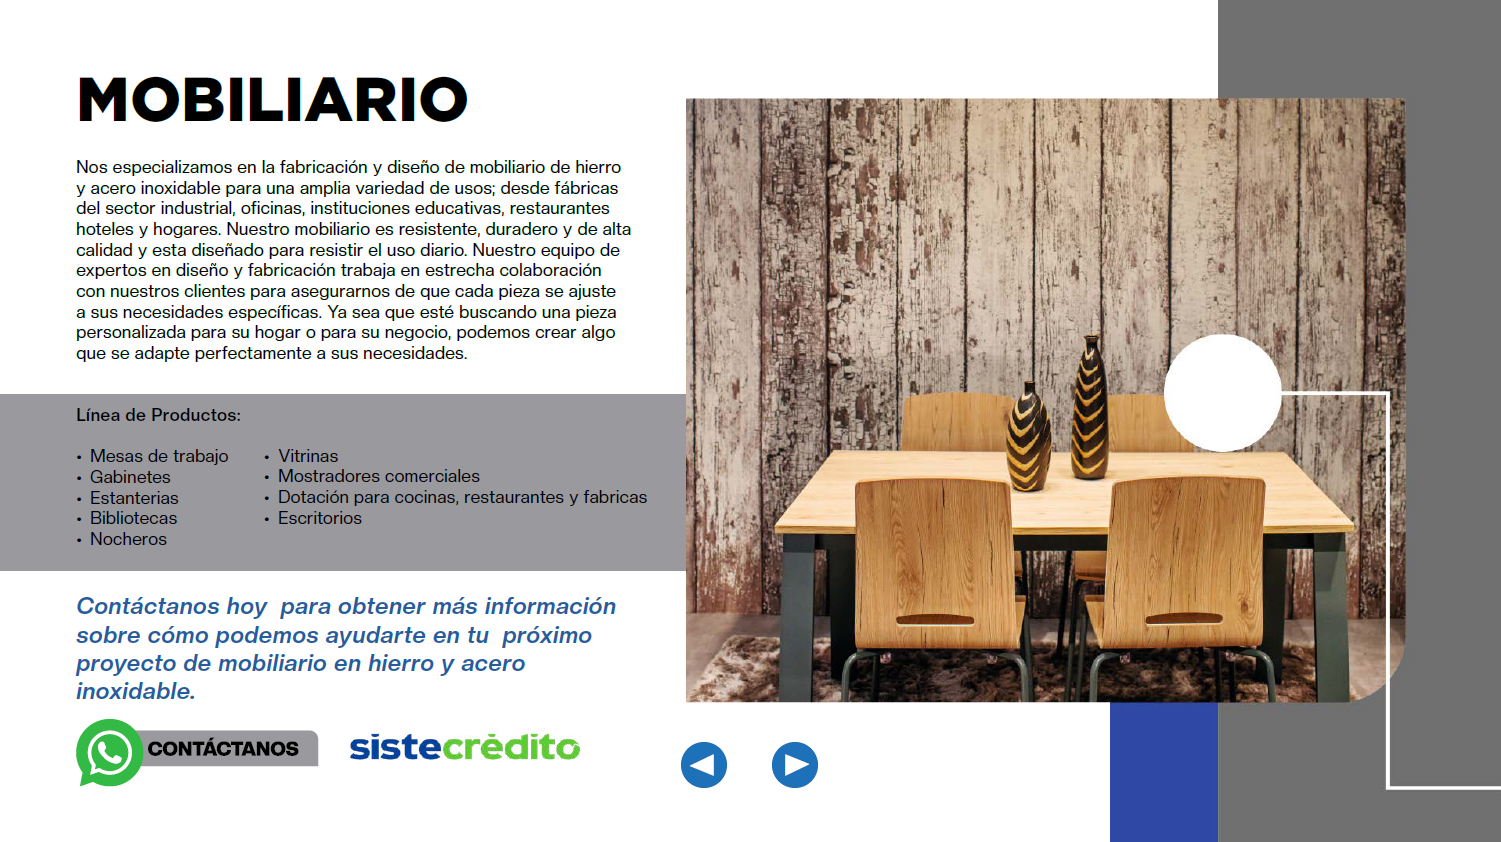 MOBILIARIO
Nos especializamos en la fabricación y diseño de mobiliario de hierro
y acero inoxidable para una amplia variedad de usos; desde fábricas
del sector industrial, oficinas, instituciones educativas, restaurantes
hoteles y hogares. Nuestro mobiliario es resistente, duradero y de alta
calidad y esta diseñado para resistir el uso diario. Nuestro equipo de
expertos en diseño y fabricación trabaja en estrecha colaboración
con nuestros clientes para asegurarnos de que cada pieza se ajuste
a sus necesidades específicas. Ya sea que esté buscando una pieza
personalizada para su hogar o para su negocio, podemos crear algo
que se adapte perfectamente a sus necesidades.
Línea de Productos:
• Mesas de trabajo
• Gabinetes
• Estanterias
• Bibliotecas
• Nocheros
• Vitrinas
• Mostradores comerciales
• Dotación para cocinas, restaurantes y fabricas
• Escritorios
Contáctanos hoy  para obtener más información
sobre cómo podemos ayudarte en tu  próximo
proyecto de mobiliario en hierro y acero
inoxidable.
CONTÁCTANOS
sistecrédito